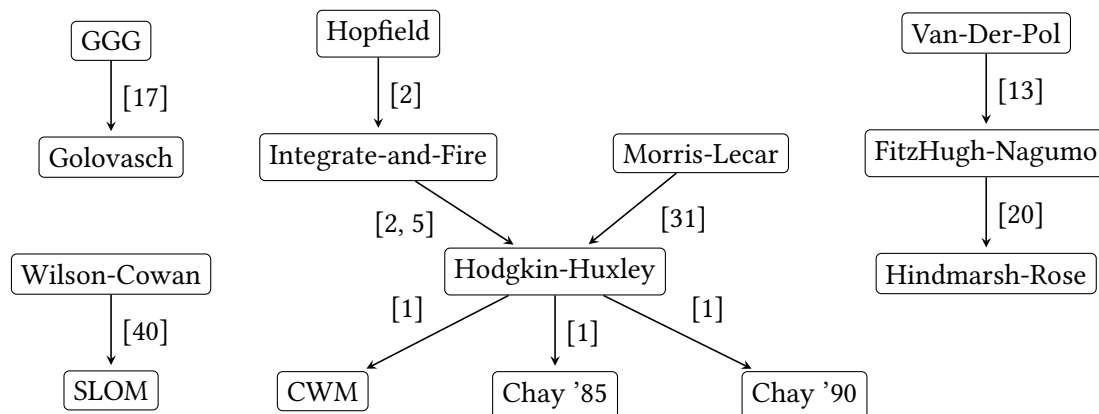 GGG
Hopfield
Van-Der-Pol
[17]
[2]
[13]
Golovasch
Integrate-and-Fire
Morris-Lecar
FitzHugh-Nagumo
[2, 5]
[31]
[20]
Wilson-Cowan
Hodgkin-Huxley
Hindmarsh-Rose
[40]
[1]
[1]
[1]
SLOM
CWM
Chay ’85
Chay ’90